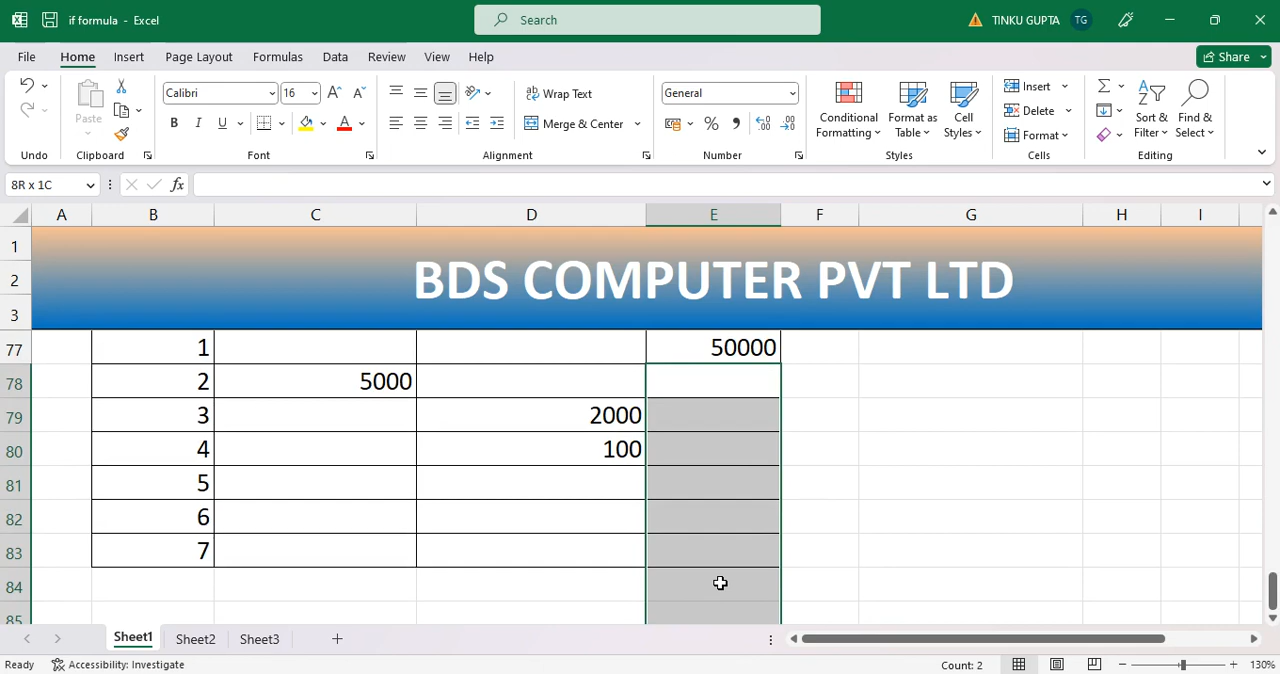 if formula - Excel
Search
TINKU GUPTA TG
File Home Insert Page Layout Formulas Data Review View Help
Share
Paste
Calibri 16
Wrap Text
General
Conditional Formatting
Format as Table
Cell Styles
Insert
Delete
Format
Sort & Filter
Find & Select
B I U
Merge & Center
Undo Clipboard Font Alignment Number Styles Cells Editing
8R x 1C
fx
A B C D E F G H I
1
2
3
BDS COMPUTER PVT LTD
77 1 50000
78 2 5000
79 3 2000
80 4 100
81 5
82 6
83 7
84
85
Sheet1 Sheet2 Sheet3
Ready Accessibility: Investigate Count: 2 130%